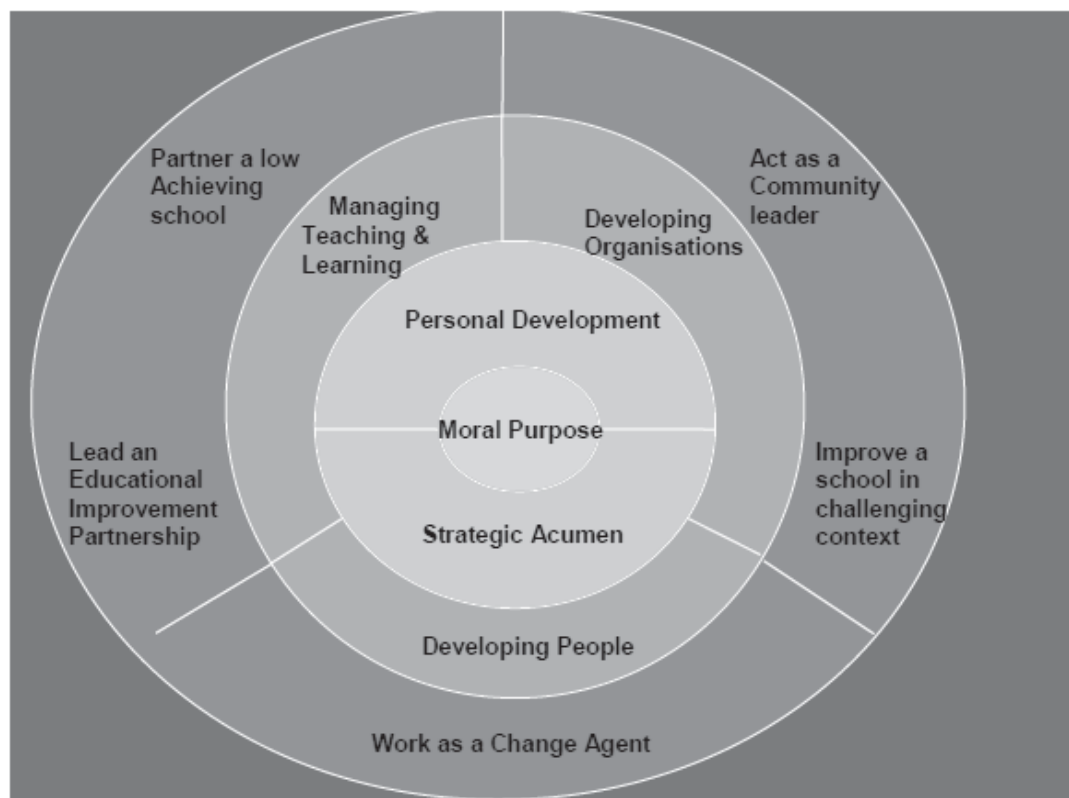 Partner a low
Achieving
school
Act as a
Community
leader
Managing
Teaching &
Learning
Developing
Organisations
Personal Development
Moral Purpose
Lead an
Educational
Improvement
Partnership
Improve a
school in
challenging
context
Strategic Acumen
Developing People
Work as a Change Agent